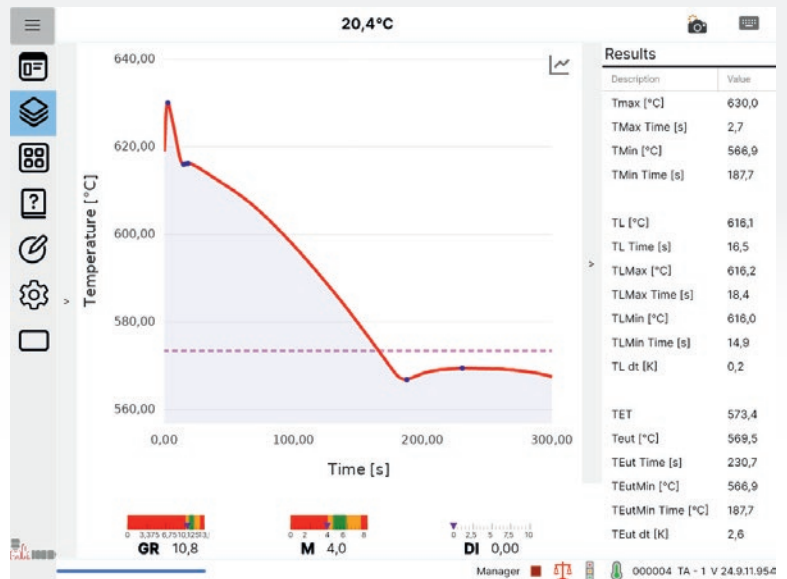 20,4°C
640,00
620,00
600,00
580,00
560,00
Temperature [°C]
0,00 100,00 200,00 300,00
Time [s]
Results
Description Value
Tmax [°C] 630,0
TMax Time [s] 2,7
TMin [°C] 566,9
TMin Time [s] 187,7
TL [°C] 616,1
TL Time [s] 16,5
TLMax [°C] 616,2
TLMax Time [s] 18,4
TLMin [°C] 616,0
TLMin Time [s] 14,9
TL dt [K] 0,2
TET 573,4
Teut [°C] 569,5
TEut Time [s] 230,7
TEutMin [°C] 566,9
TEutMin Time [°C] 187,7
TEut dt [K] 2,6
0 3,375 6,75
GR 10,8
0 2 4 6 8
M 4,0
0 2,5 5 7,5 10
DI 0,00
Manager 000004 TA - 1 V 24.9.11.954